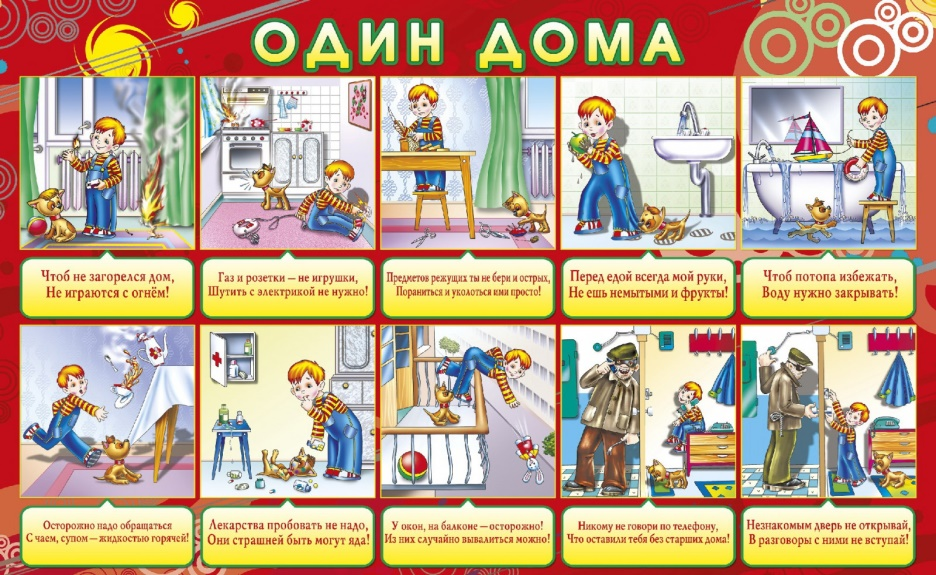 ОДИН ДОМА
Чтоб не загорелся дом,
Не играются с огнём!
Газ и розетки — не игрушки,
Шутить с электрикой не нужно!
Предметов режущих ты не бери и острых,
Пораниться и уколоться ими просто!
Перед едой всегда мой руки,
Не ешь немытыми и фрукты!
Чтоб потопа избежать,
Воду нужно закрывать!
Осторожно надо обращаться
С чаем, супом — жидкостью горячей!
Лекарства пробовать не надо,
Они страшней быть могут яда!
У окон, на балконе — осторожно!
Из них случайно вывалиться можно!
Никому не говори по телефону,
Что оставили тебя без старших дома!
Незнакомым дверь не открывай,
В разговоры с ними не вступай!